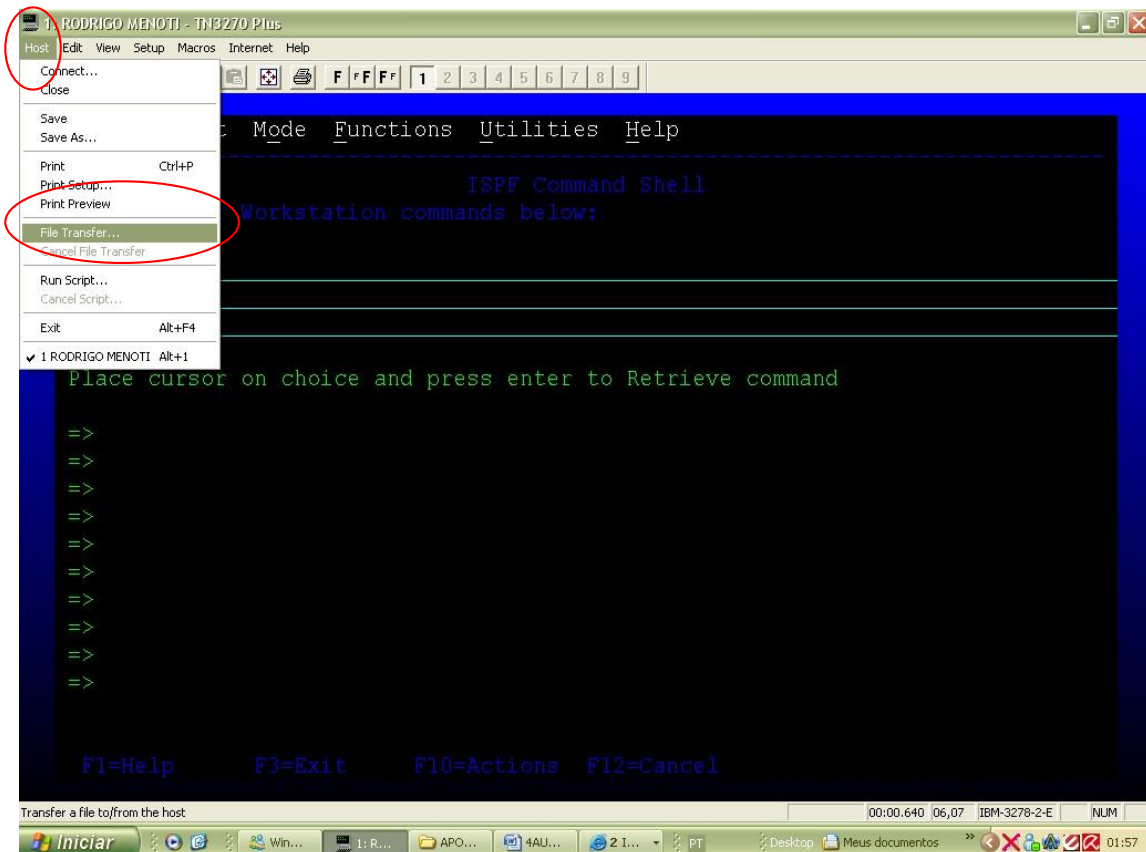 1: RODRIGO MENOTI - TN3270 Plus
Host Edit View Setup Macros Internet Help
Connect...
Close
Save
Save As...
Print Ctrl+P
Print Setup...
Print Preview
File Transfer...
Cancel File Transfer
Run Script...
Cancel Script...
Exit Alt+F4
1 RODRIGO MENOTI Alt+1
F FF FF 1 2 3 4 5 6 7 8 9
t Mode Functions Utilities Help
ISPF Command Shell
Workstation commands below:
Place cursor on choice and press enter to Retrieve command
=>
=>
=>
=>
=>
=>
=>
=>
=>
=>
F1=Help F3=Exit F10=Actions F12=Cancel
Transfer a file to/from the host 00:00.640 06,07 IBM-3278-2-E NUM
Iniciar Win... 1: R... APO... 4AU... 2 I... PT Desktop Meus documentos » 01:57